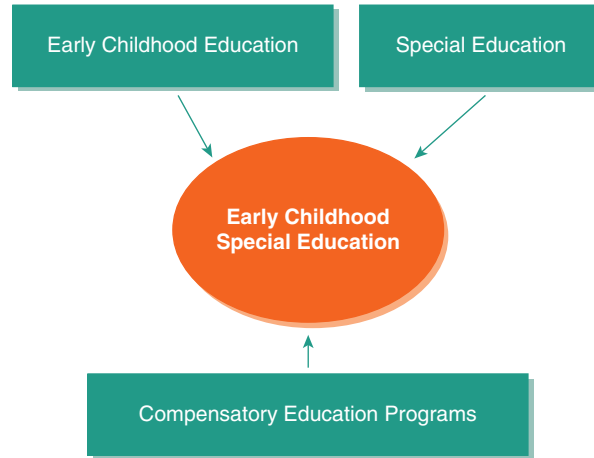 Early Childhood Education
Special Education
Early Childhood
Special Education
Compensatory Education Programs